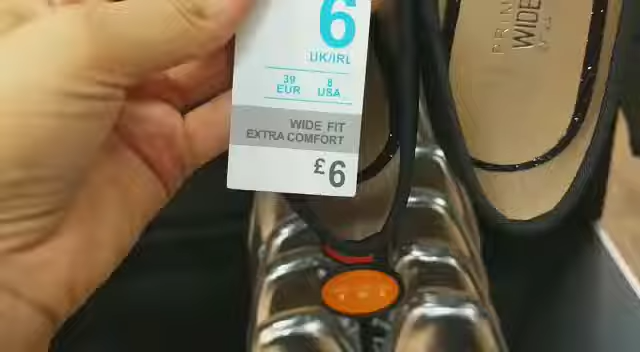 6
UK/IRL
39 8
EUR USA
WIDE FIT
EXTRA COMFORT
£6
WIDE